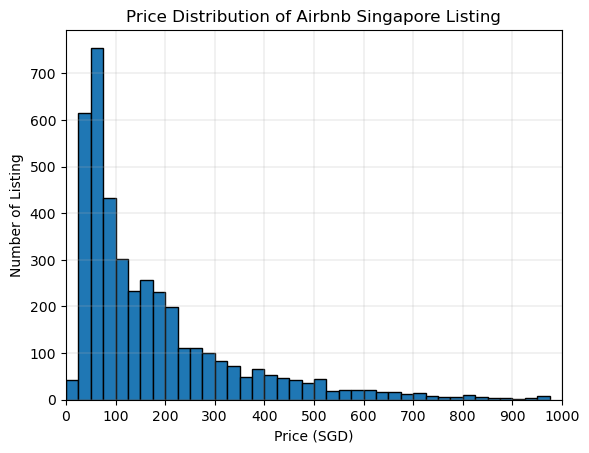 Price Distribution of Airbnb Singapore Listing
700
600
500
400
300
200
100
0
Number of Listing
0 100 200 300 400 500 600 700 800 900 1000
Price (SGD)